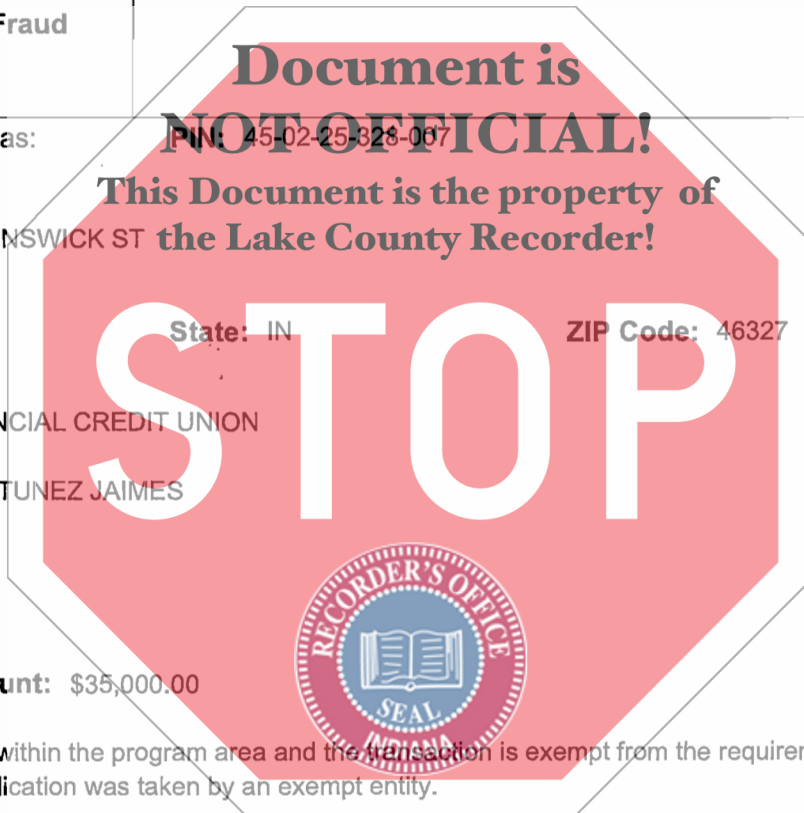 Fraud
Document is
NOT OFFICIAL!
as: PIN: 45-02-25-328-007
This Document is the property of
the Lake County Recorder!
NSWICK ST
State: IN ZIP Code: 46327
STOP
NCIAL CREDIT UNION
TUNEZ JAIMES
RECORDER'S OFFICE
SEAL
INDIANA
unt: $35,000.00
within the program area and the transaction is exempt from the requirer
lication was taken by an exempt entity.